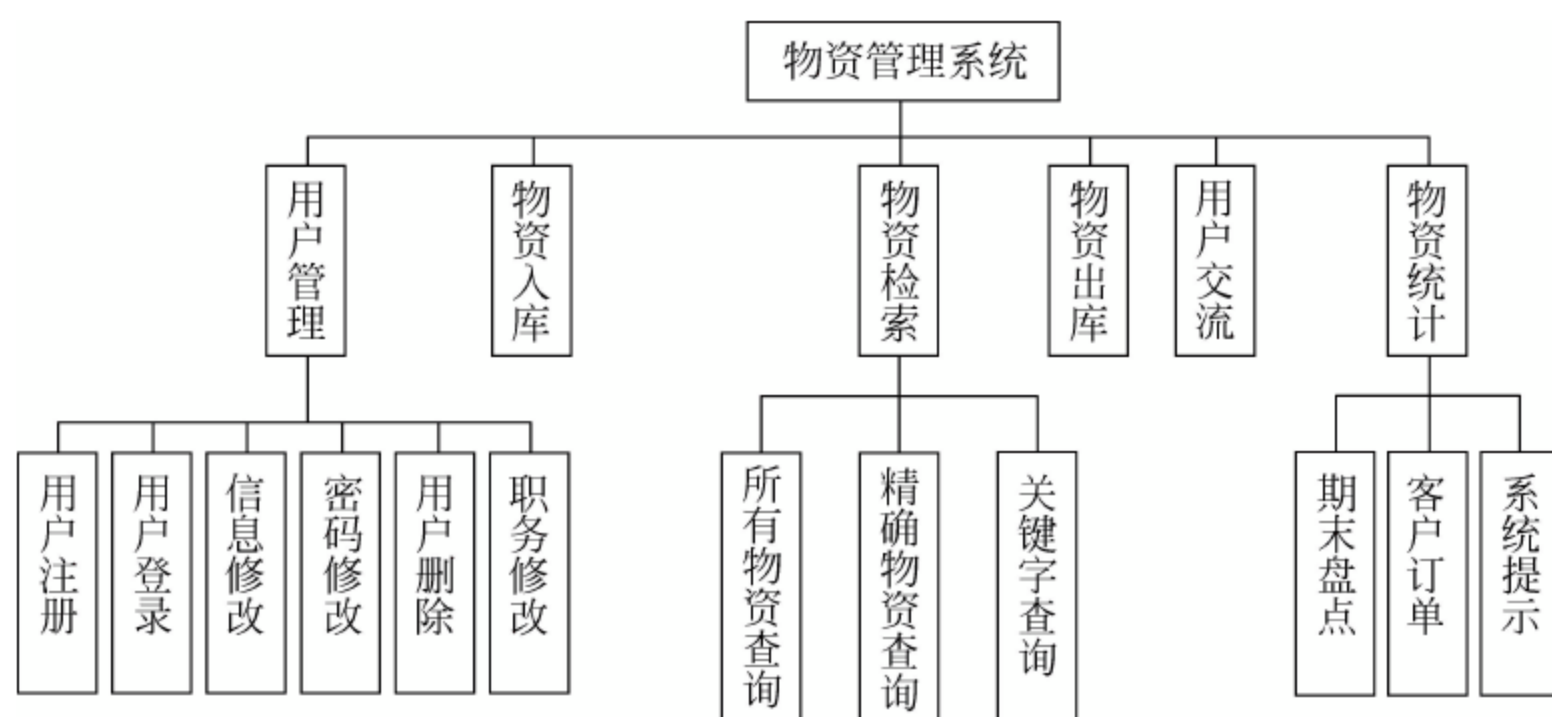 物资管理系统
用户管理
物资入库
物资检索
物资出库
用户交流
物资统计
用户注册
用户登录
信息修改
密码修改
用户删除
职务修改
所有物资查询
精确物资查询
关键字查询
期末盘点
客户订单
系统提示